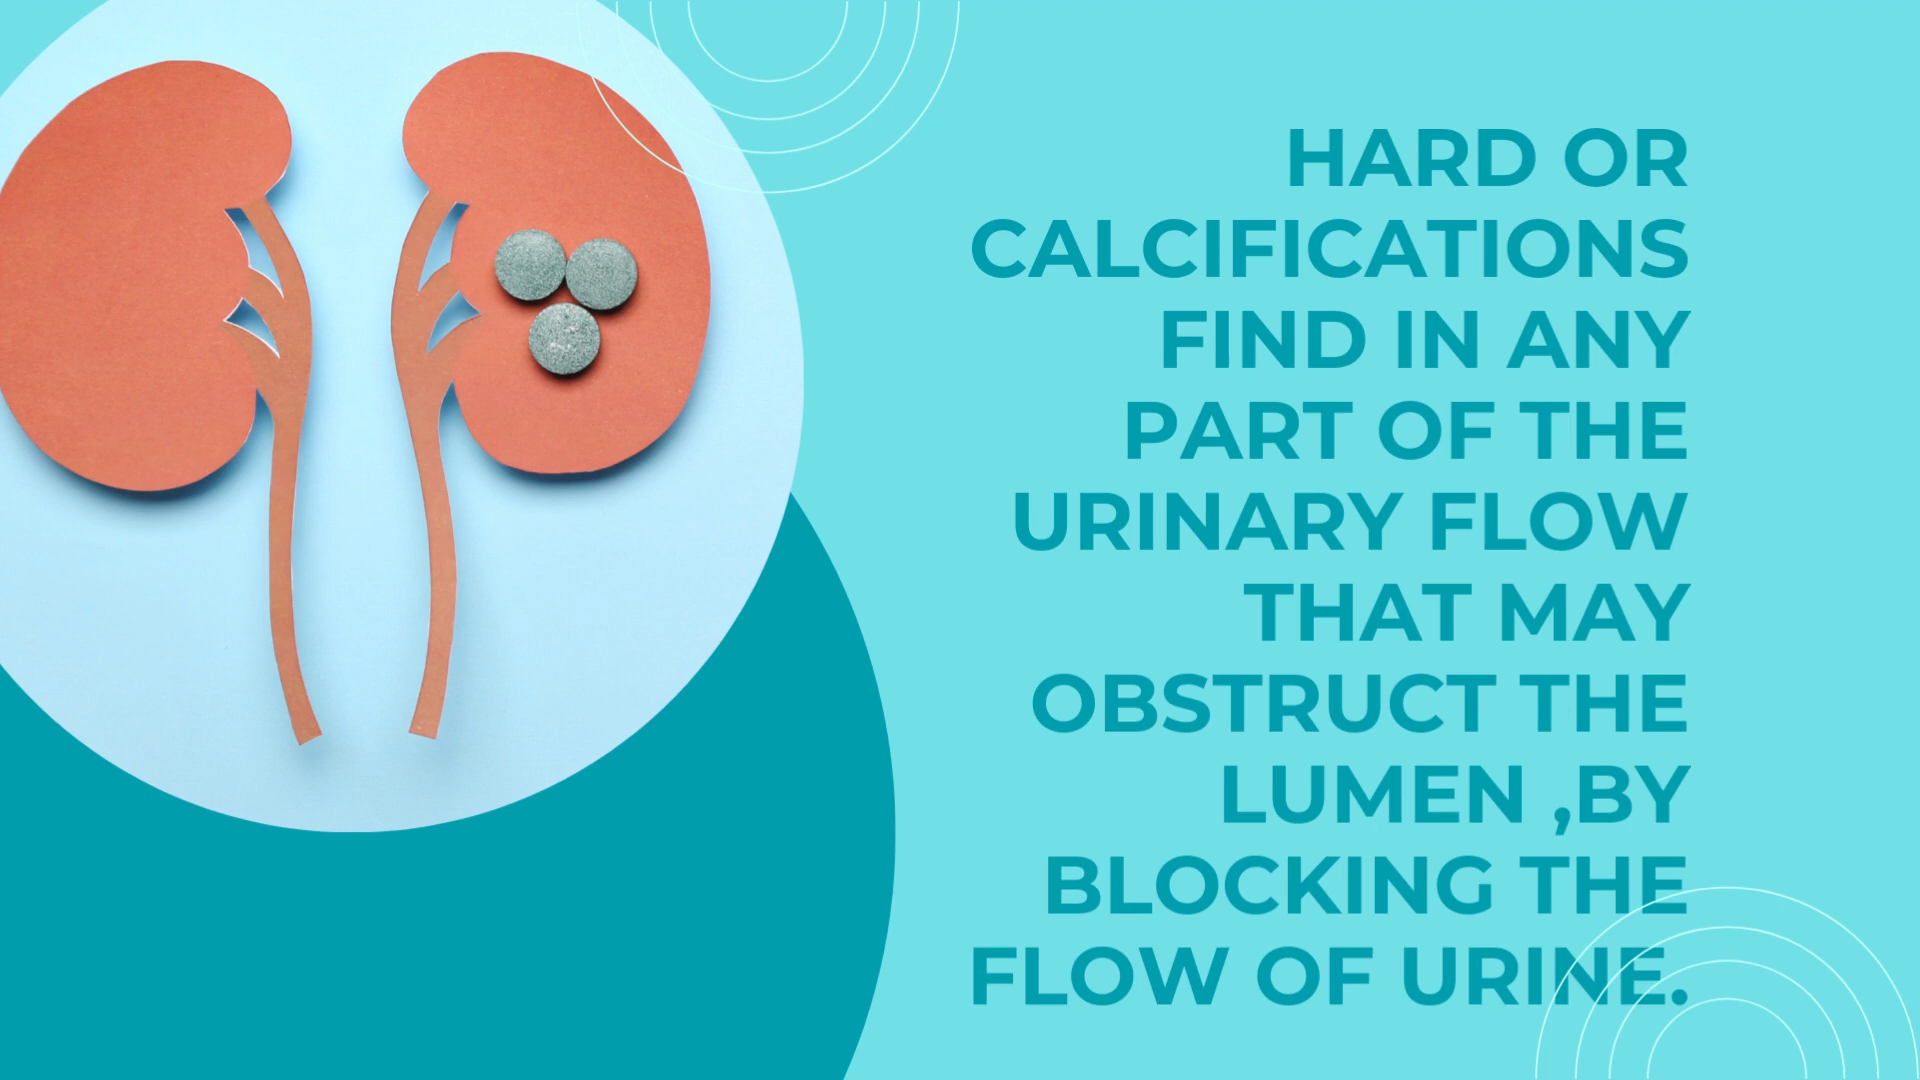 HARD OR
CALCIFICATIONS
FIND IN ANY
PART OF THE
URINARY FLOW
THAT MAY
OBSTRUCT THE
LUMEN ,BY
BLOCKING THE
FLOW OF URINE.